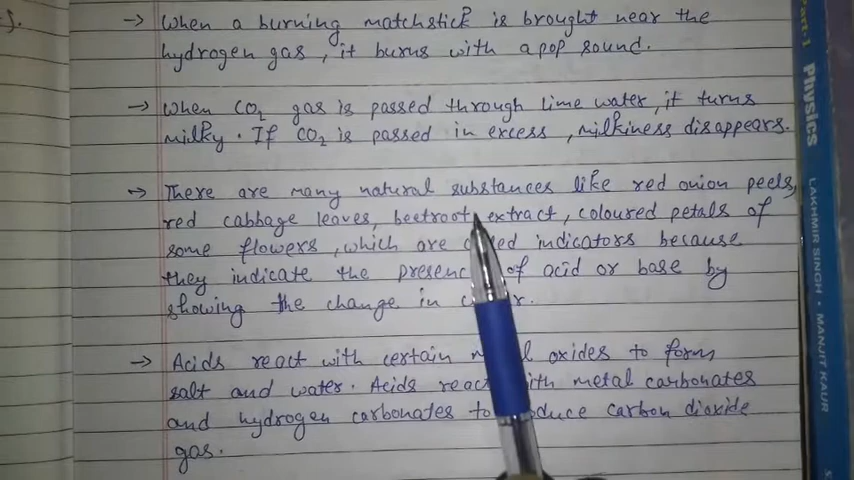 → When a burning matchstick is brought near the
hydrogen gas, it burns with a pop sound.
→ When CO₂ gas is passed through lime water, it turns
milky. If CO₂ is passed in excess, milkiness disappears.
→ There are many natural substances like red onion peels,
red cabbage leaves, beetroot extract, coloured petals of
some flowers, which are indicators because
they indicate the of acid or base by
showing the change in
→ Acids react with certain oxides to form
salt and water. Acids metal carbonates
and hydrogen carbonates to carbon dioxide
gas.
Part-1 Physics LAKHMIR SINGH • MANJIT KAUR